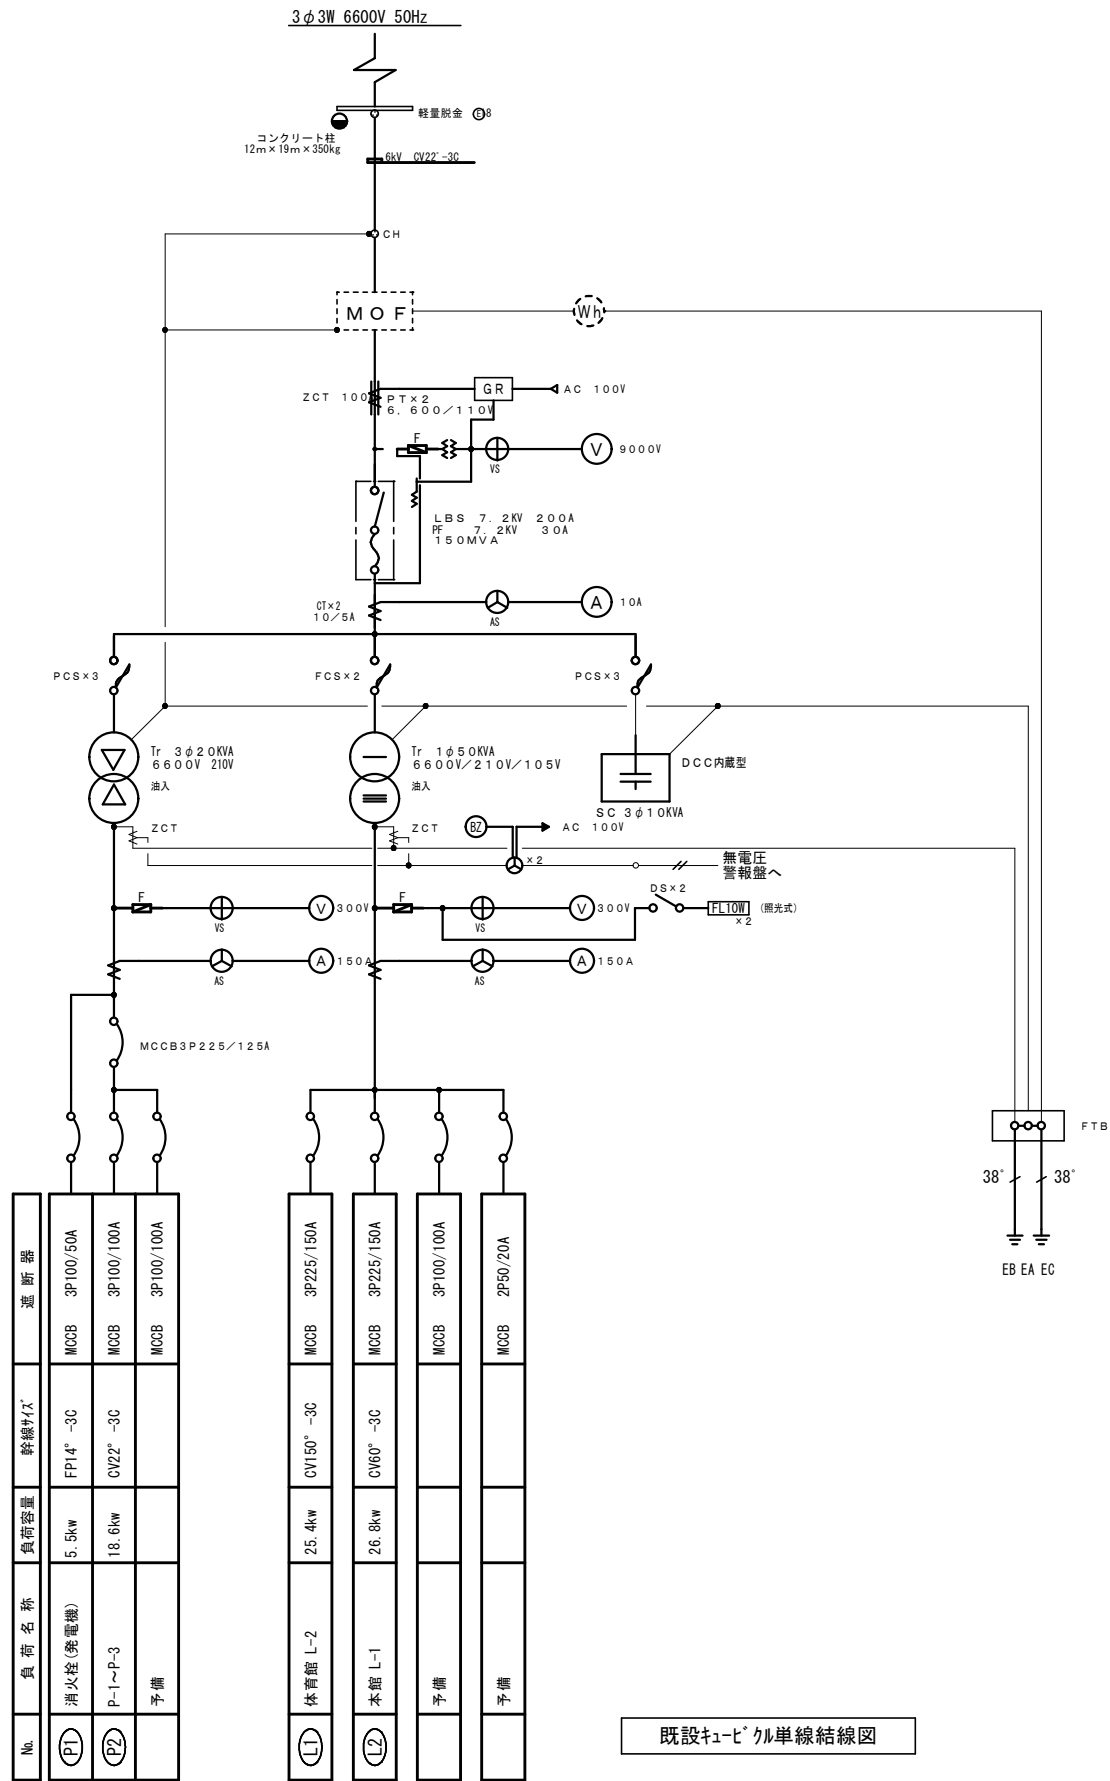 3φ3W 6600V 50Hz
軽量脱金
コンクリート柱
12m×19m×350kg
6kV CV22°-3C
CH
MOF
Wh
ZCT 100
PT×2
6,600/110V
GR
AC 100V
F
VS
V
9000V
LBS 7.2KV 200A
PF 7.2KV 30A
150MVA
CT×2
10/5A
AS
A
10A
PCS×3
FCS×2
PCS×3
Tr 3φ20KVA
6600V 210V
油入
Tr 1φ50KVA
6600V/210V/105V
油入
DCC内蔵型
SC 3φ10KVA
ZCT
ZCT
BZ
AC 100V
×2
無電圧
警報盤へ
F
VS
V
300V
F
VS
V
300V
DS×2
FL10W
(照光式)
×2
AS
A
150A
AS
A
150A
MCCB3P225/125A
FTB
38°
38°
EB EA EC
遮断器
MCCB 3P100/50A
MCCB 3P100/100A
MCCB 3P100/100A
MCCB 3P225/150A
MCCB 3P225/150A
MCCB 3P100/100A
MCCB 2P50/20A
幹線サイズ
FP14° -3C
CV22° -3C
CV150° -3C
CV60° -3C
負荷容量
5.5kw
18.6kw
25.4kw
26.8kw
負荷名称
消火栓(発電機)
P-1～P-3
予備
体育館 L-2
本館 L-1
予備
予備
No.
P1
P2
L1
L2
既設キュービクル単線結線図